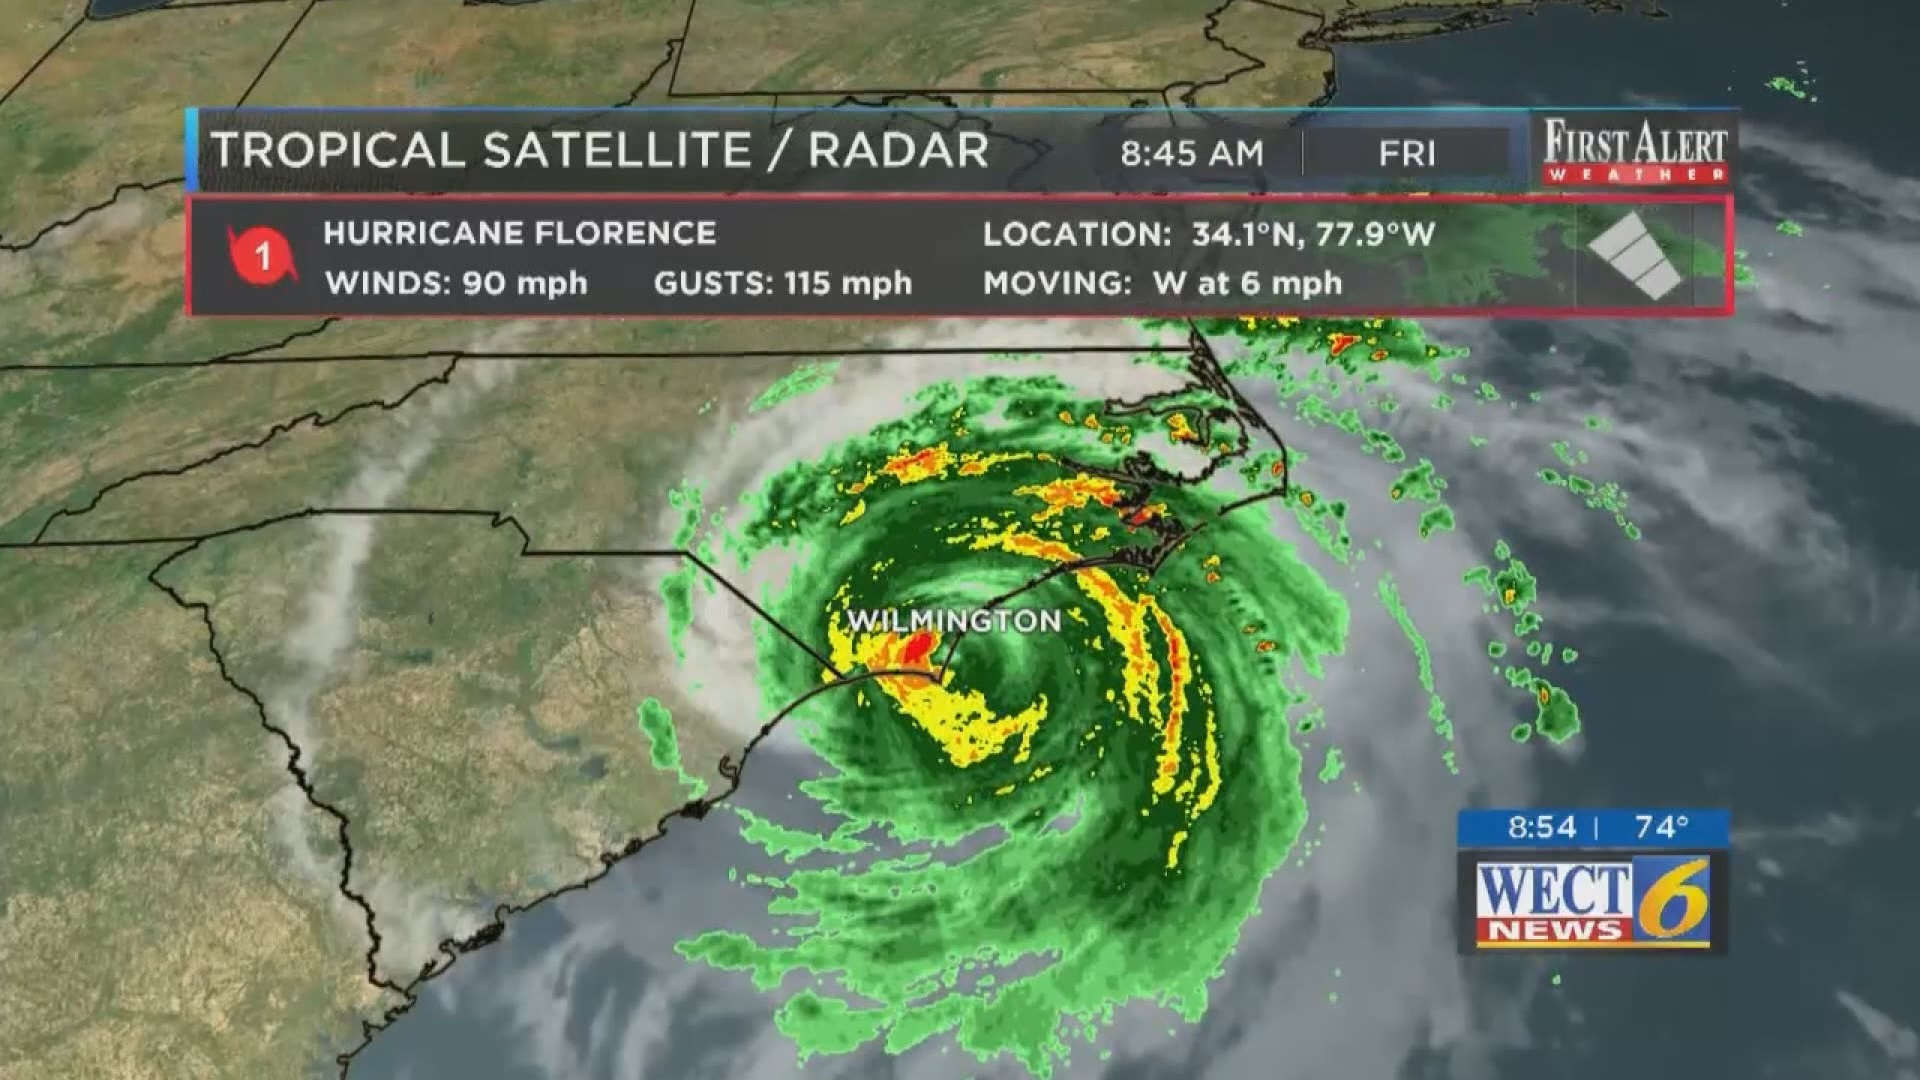 TROPICAL SATELLITE / RADAR 8:45 AM FRI FIRST ALERT
WEATHER
1 HURRICANE FLORENCE LOCATION: 34.1°N, 77.9°W
WINDS: 90 mph GUSTS: 115 mph MOVING: W at 6 mph
WILMINGTON
8:54 | 74°
WECT 6
NEWS